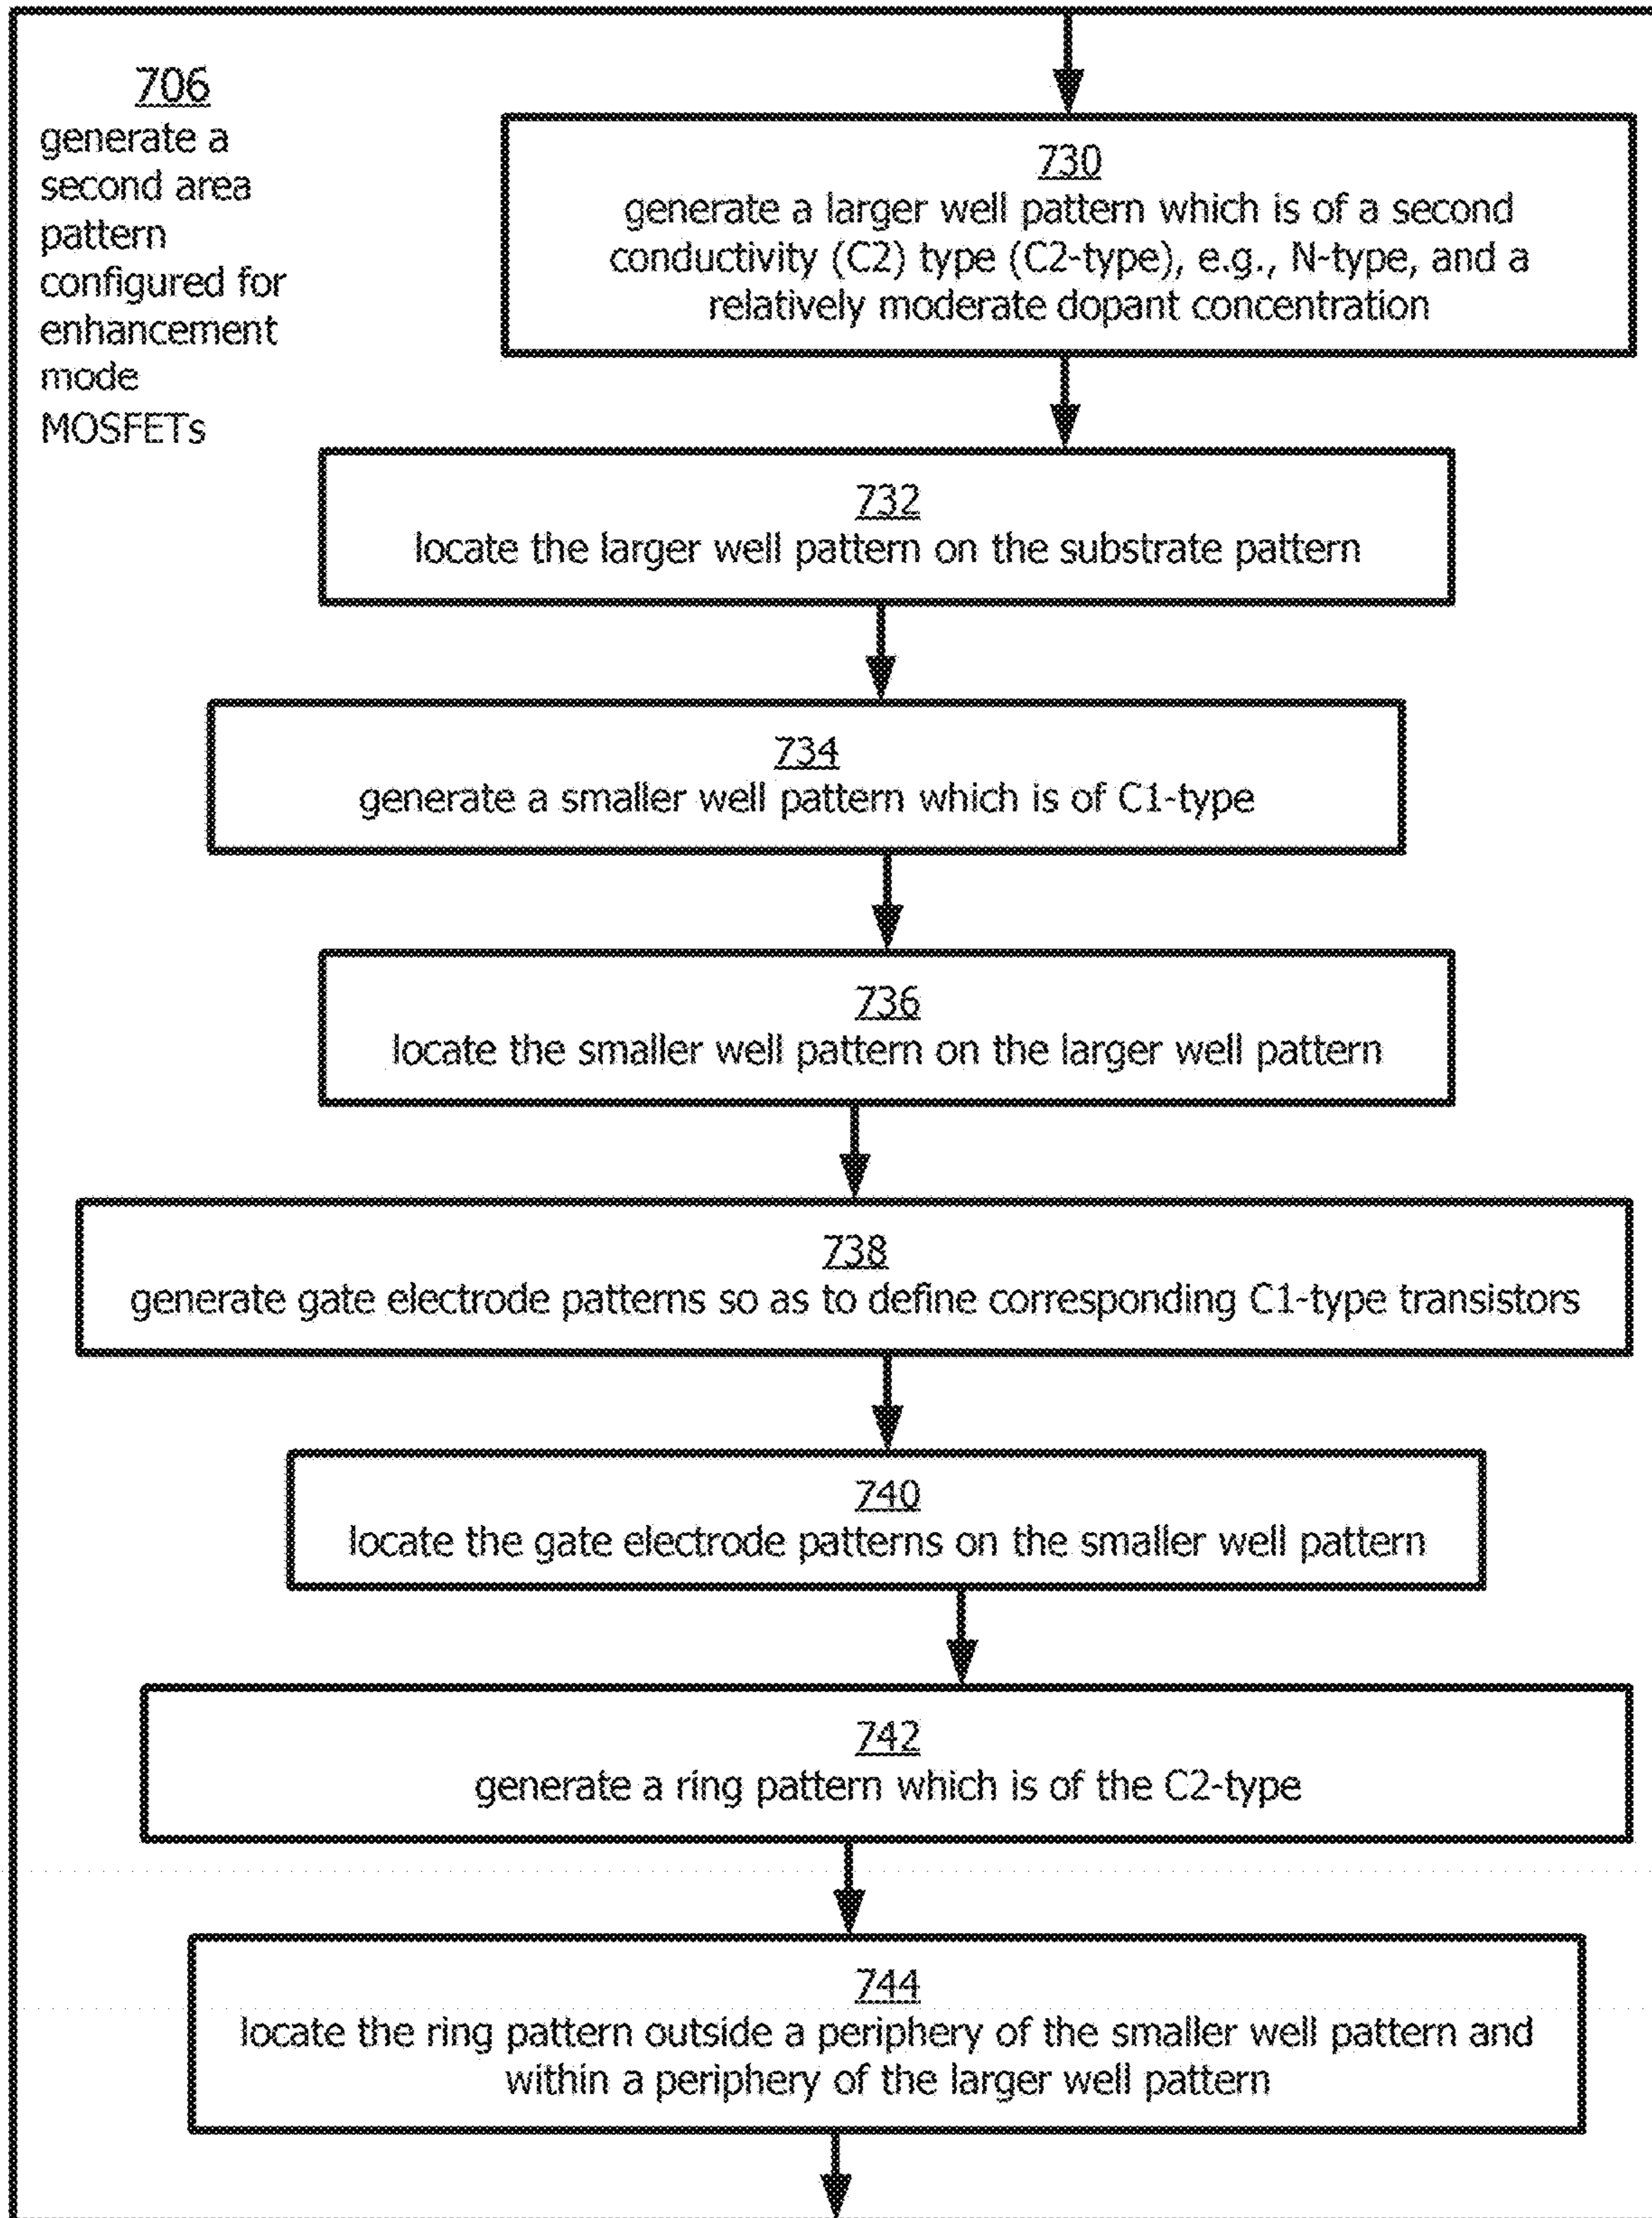 706
generate a
second area
pattern
configured for
enhancement
mode
MOSFETs
730
generate a larger well pattern which is of a second
conductivity (C2) type (C2-type), e.g., N-type, and a
relatively moderate dopant concentration
732
locate the larger well pattern on the substrate pattern
734
generate a smaller well pattern which is of C1-type
736
locate the smaller well pattern on the larger well pattern
738
generate gate electrode patterns so as to define corresponding C1-type transistors
740
locate the gate electrode patterns on the smaller well pattern
742
generate a ring pattern which is of the C2-type
744
locate the ring pattern outside a periphery of the smaller well pattern and
within a periphery of the larger well pattern